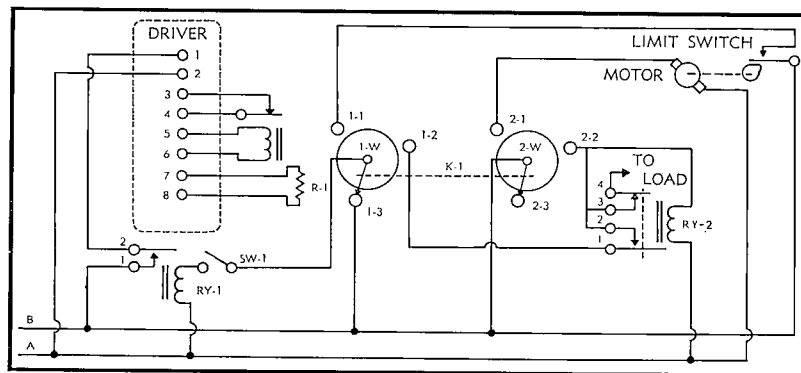 DRIVER
1
2
3
4
5
6
7
8
R-1
1-1
1-W
1-2
1-3
K-1
2-1
2-W
2-2
2-3
LIMIT SWITCH
MOTOR
TO
LOAD
4
3
2
1
RY-2
2
1
SW-1
RY-1
B
A